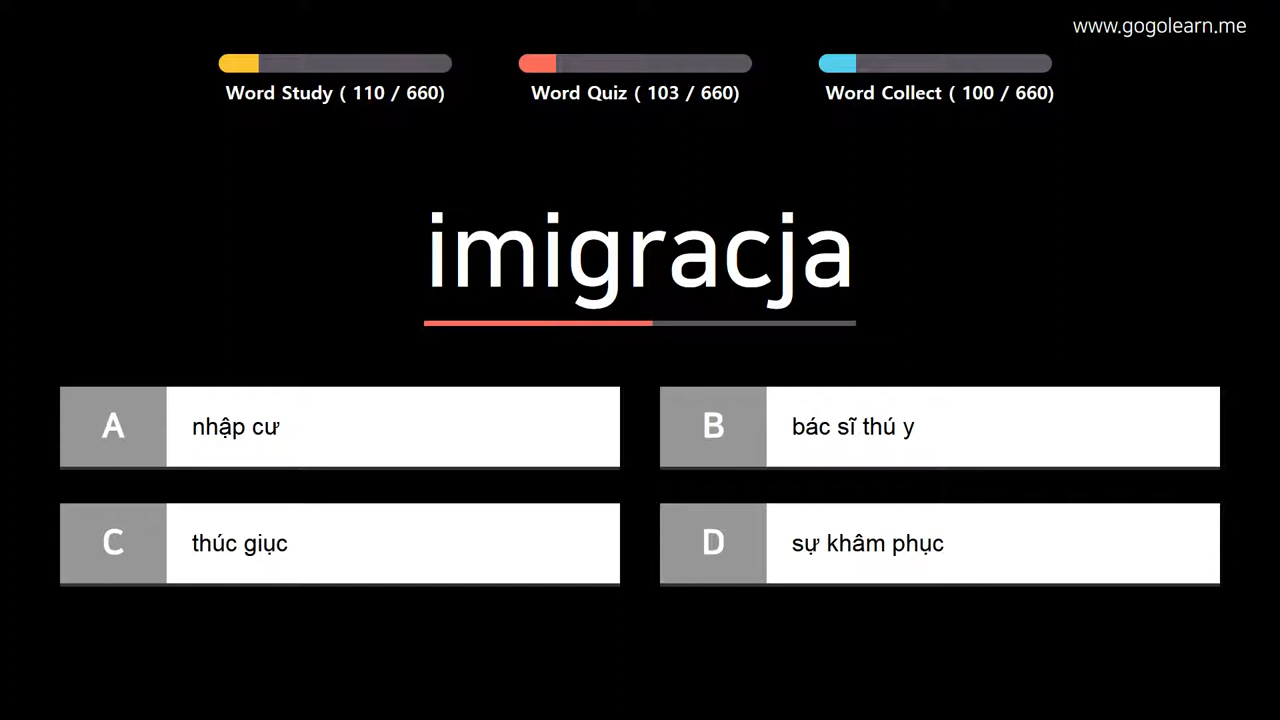 www.gogolearn.me
Word Study ( 110 / 660)
Word Quiz ( 103 / 660)
Word Collect ( 100 / 660)
imigracja
A nhập cư
B bác sĩ thú y
C thúc giục
D sự khâm phục